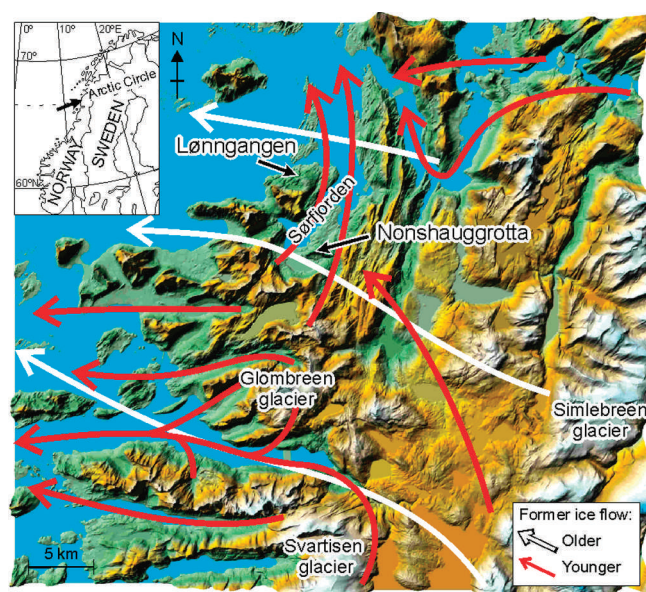 0°
10°
20°E
70°
Arctic Circle
NORWAY
SWEDEN
60°N
N
Lønngangen
Sørfjorden
Nonshauggrotta
Glombreen
glacier
Simlebreen
glacier
Svartisen
glacier
5 km
Former ice flow:
Older
Younger